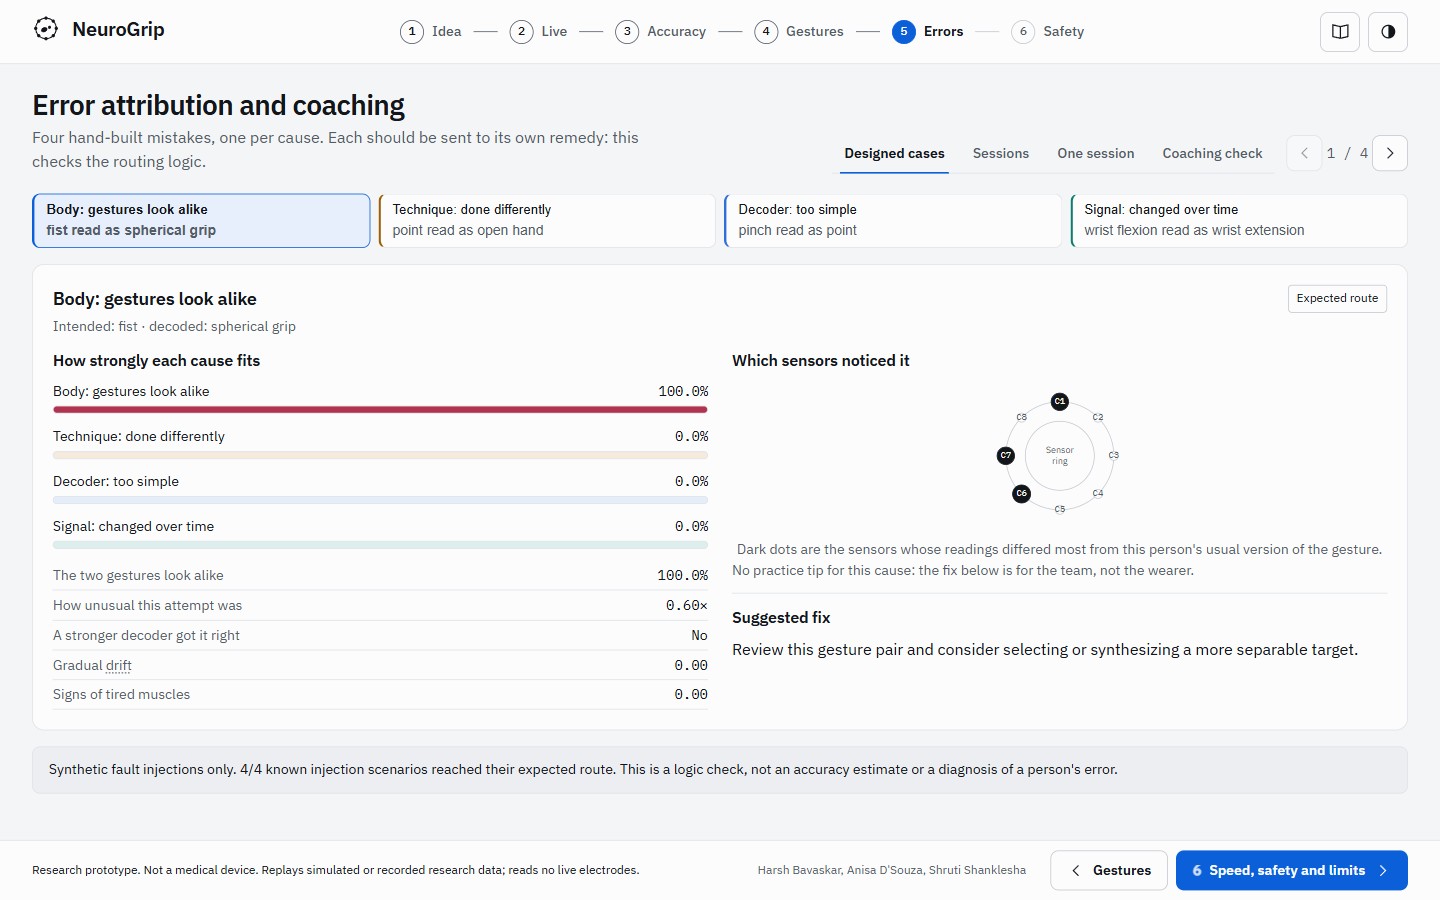 NeuroGrip
1 Idea
2 Live
3 Accuracy
4 Gestures
5 Errors
6 Safety
Error attribution and coaching
Four hand-built mistakes, one per cause. Each should be sent to its own remedy: this
checks the routing logic.
Designed cases
Sessions
One session
Coaching check
1 / 4
Body: gestures look alike
fist read as spherical grip
Technique: done differently
point read as open hand
Decoder: too simple
pinch read as point
Signal: changed over time
wrist flexion read as wrist extension
Body: gestures look alike
Intended: fist · decoded: spherical grip
Expected route
How strongly each cause fits
Body: gestures look alike 100.0%
Technique: done differently 0.0%
Decoder: too simple 0.0%
Signal: changed over time 0.0%
The two gestures look alike 100.0%
How unusual this attempt was 0.60×
A stronger decoder got it right No
Gradual drift 0.00
Signs of tired muscles 0.00
Which sensors noticed it
C1
C8
C2
C7
Sensor
ring
C3
C6
C4
C5
Dark dots are the sensors whose readings differed most from this person's usual version of the gesture.
No practice tip for this cause: the fix below is for the team, not the wearer.
Suggested fix
Review this gesture pair and consider selecting or synthesizing a more separable target.
Synthetic fault injections only. 4/4 known injection scenarios reached their expected route. This is a logic check, not an accuracy estimate or a diagnosis of a person's error.
Research prototype. Not a medical device. Replays simulated or recorded research data; reads no live electrodes.
Harsh Bavaskar, Anisa D'Souza, Shruti Shanklesha
Gestures
6 Speed, safety and limits